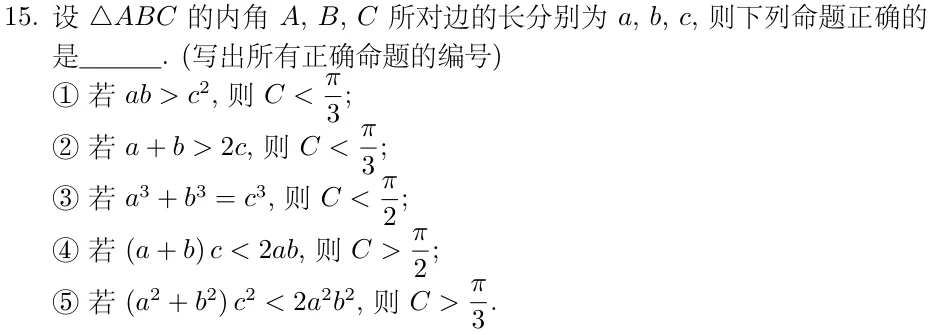 15. 设 △ABC 的内角 A, B, C 所对边的长分别为 a, b, c, 则下列命题正确的
是______. (写出所有正确命题的编号)
① 若 ab > c², 则 C < π/3;
② 若 a + b > 2c, 则 C < π/3;
③ 若 a³ + b³ = c³, 则 C < π/2;
④ 若 (a + b) c < 2ab, 则 C > π/2;
⑤ 若 (a² + b²) c² < 2a²b², 则 C > π/3.